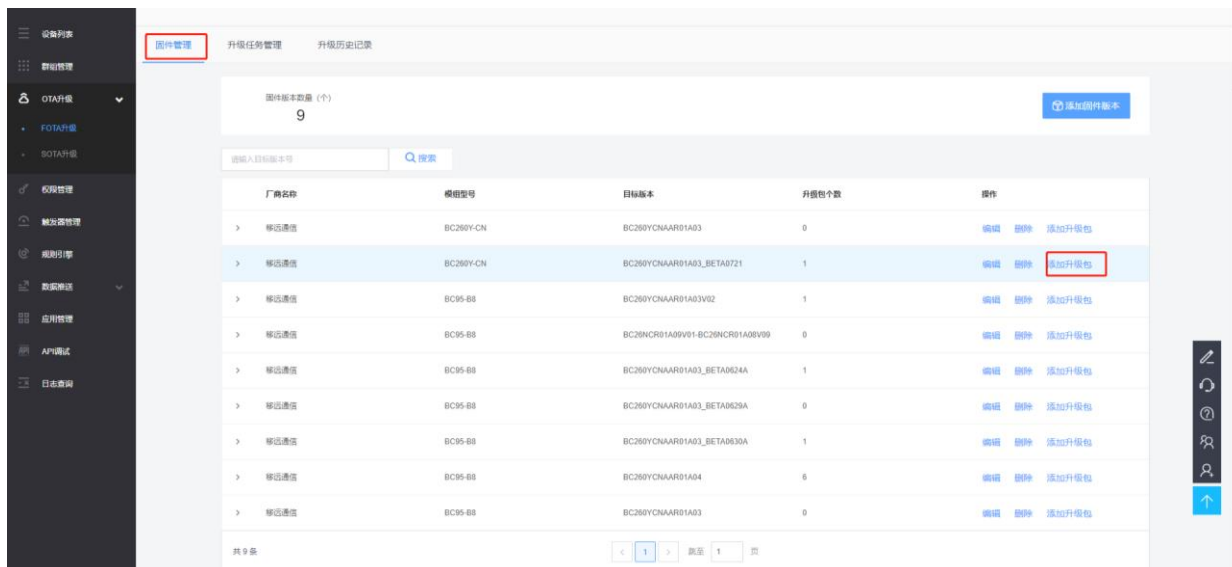 设备列表
群组管理
OTA升级
FOTA升级
SOTA升级
权限管理
触发器管理
规则引擎
数据推送
应用管理
API调试
日志查询
固件管理 升级任务管理 升级历史记录
固件版本数量（个）
9
添加固件版本
请输入目标版本号 搜索
厂商名称 模组型号 目标版本 升级包个数 操作
移远通信 BC260Y-CN BC260YCNAAR01A03 0 编辑 删除 添加升级包
移远通信 BC260Y-CN BC260YCNAAR01A03_BETA0721 1 编辑 删除 添加升级包
移远通信 BC95-B8 BC260YCNAAR01A03V02 1 编辑 删除 添加升级包
移远通信 BC95-B8 BC26NCR01A09V01-BC26NCR01A08V09 0 编辑 删除 添加升级包
移远通信 BC95-B8 BC260YCNAAR01A03_BETA0624A 1 编辑 删除 添加升级包
移远通信 BC95-B8 BC260YCNAAR01A03_BETA0629A 0 编辑 删除 添加升级包
移远通信 BC95-B8 BC260YCNAAR01A03_BETA0630A 1 编辑 删除 添加升级包
移远通信 BC95-B8 BC260YCNAAR01A04 6 编辑 删除 添加升级包
移远通信 BC95-B8 BC260YCNAAR01A03 0 编辑 删除 添加升级包
共 9 条 < 1 > 跳至 1 页